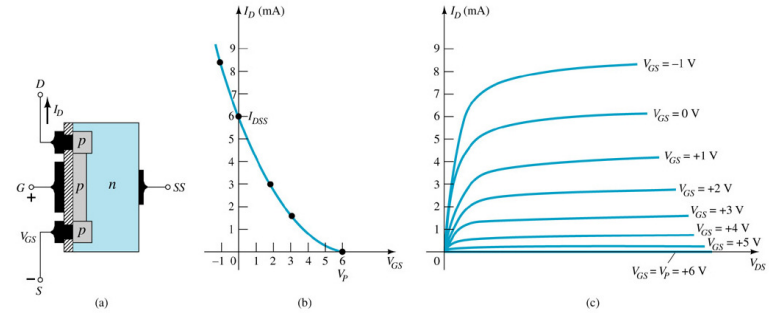 D
I_D
p
p
n
G
+
SS
V_GS
p
−
S
(a)
I_D (mA)
9
8
7
6
I_DSS
5
4
3
2
1
−1 0 1 2 3 4 5 6 V_GS
V_P
(b)
I_D (mA)
9
8
7
6
5
4
3
2
1
0
V_GS = −1 V
V_GS = 0 V
V_GS = +1 V
V_GS = +2 V
V_GS = +3 V
V_GS = +4 V
V_GS = +5 V
V_DS
V_GS = V_P = +6 V
(c)